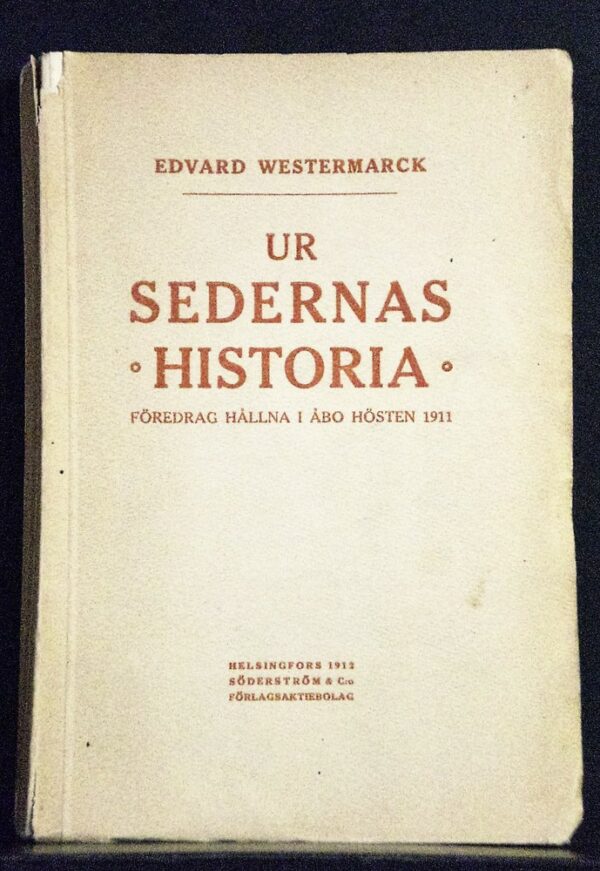 EDVARD WESTERMARCK
UR
SEDERNAS
HISTORIA
FÖREDRAG HÅLLNA I ÅBO HÖSTEN 1911
HELSINGFORS 1912
SÖDERSTRÖM & C:o
FÖRLAGSAKTIEBOLAG